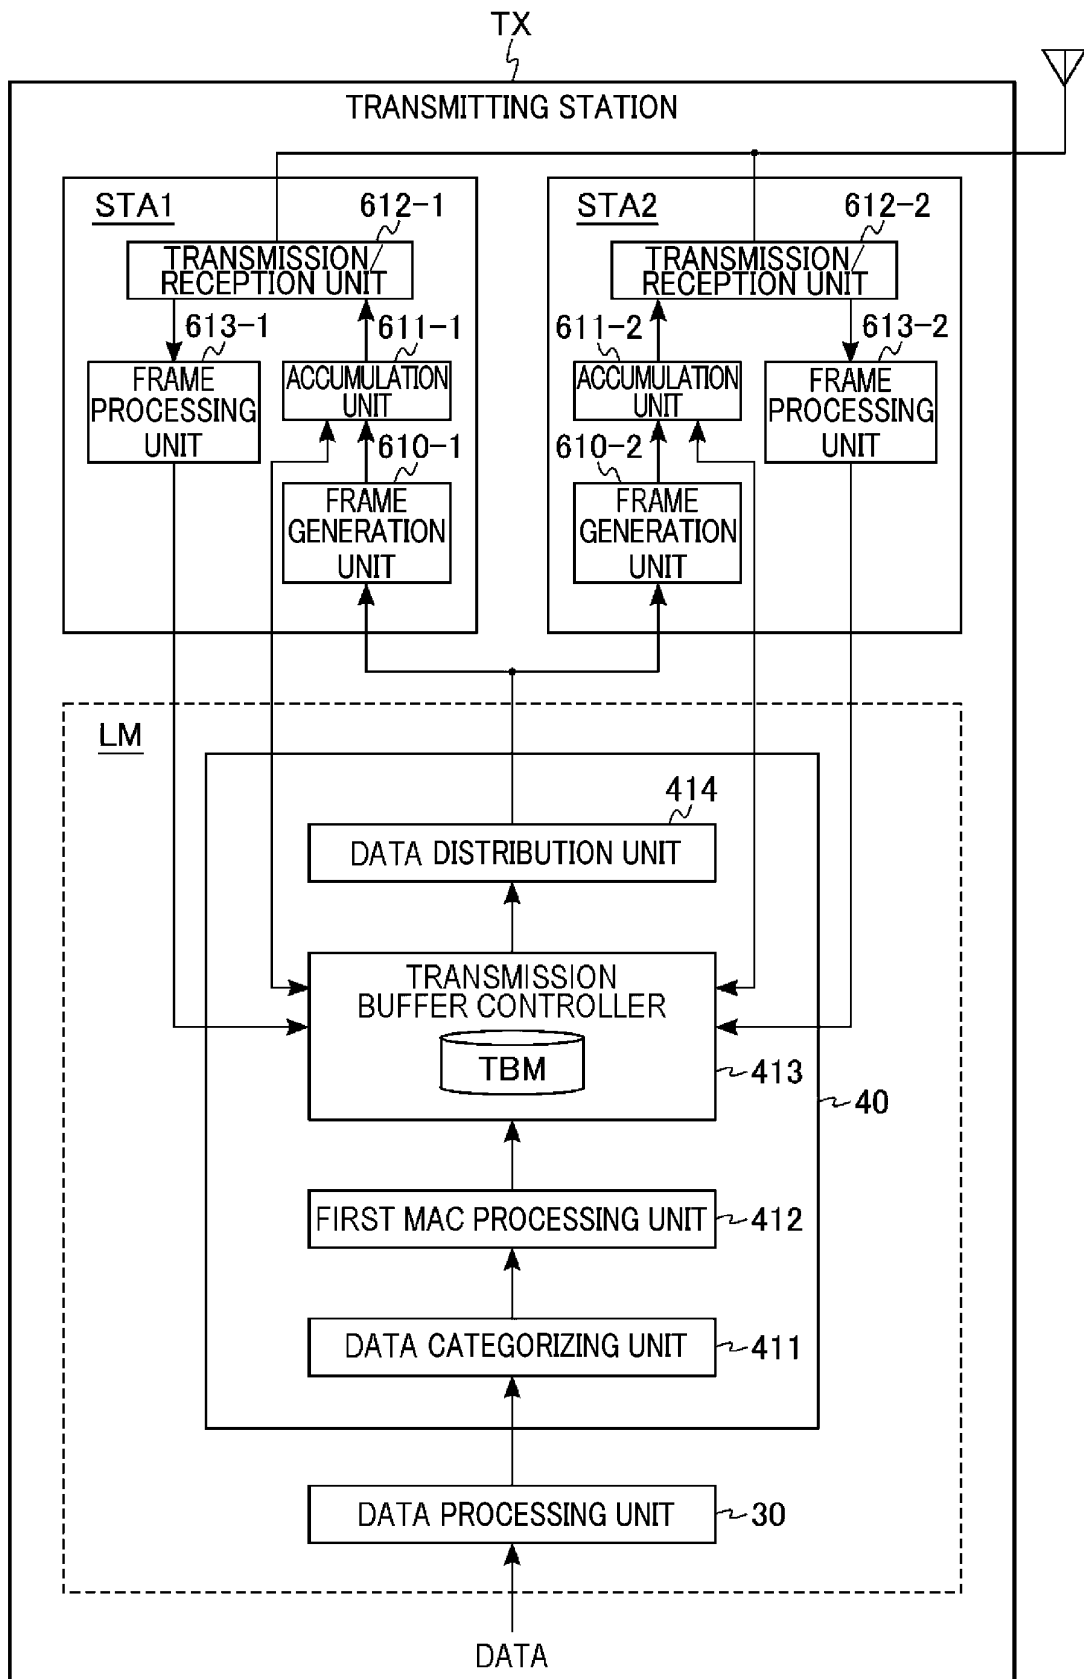 TX
TRANSMITTING STATION
STA1
612-1
TRANSMISSION
RECEPTION UNIT
613-1
611-1
FRAME
PROCESSING
UNIT
ACCUMULATION
UNIT
610-1
FRAME
GENERATION
UNIT
STA2
612-2
TRANSMISSION
RECEPTION UNIT
611-2
613-2
ACCUMULATION
UNIT
FRAME
PROCESSING
UNIT
610-2
FRAME
GENERATION
UNIT
LM
414
DATA DISTRIBUTION UNIT
TRANSMISSION
BUFFER CONTROLLER
TBM
413
40
FIRST MAC PROCESSING UNIT
412
DATA CATEGORIZING UNIT
411
DATA PROCESSING UNIT
30
DATA